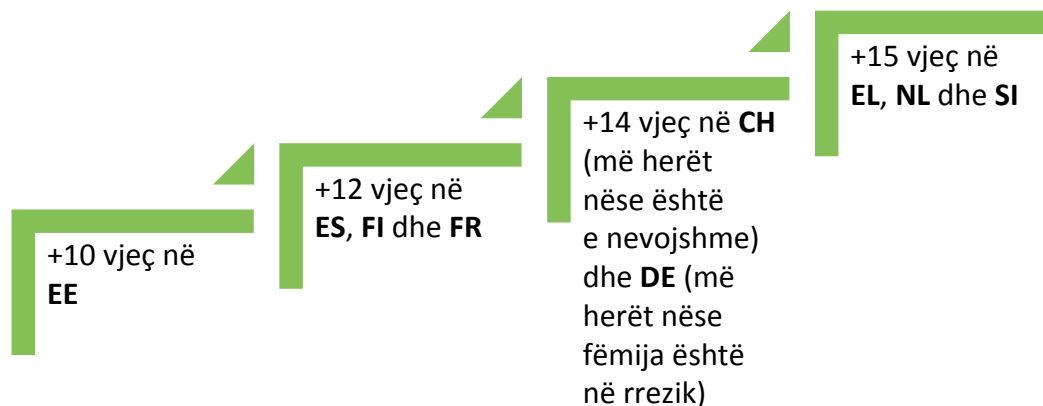 +10 vjeç në
EE
+12 vjeç në
ES, FI dhe FR
+14 vjeç në CH
(më herët
nëse është
e nevojshme)
dhe DE (më
herët nëse
fëmija është
në rrezik)
+15 vjeç në
EL, NL dhe SI